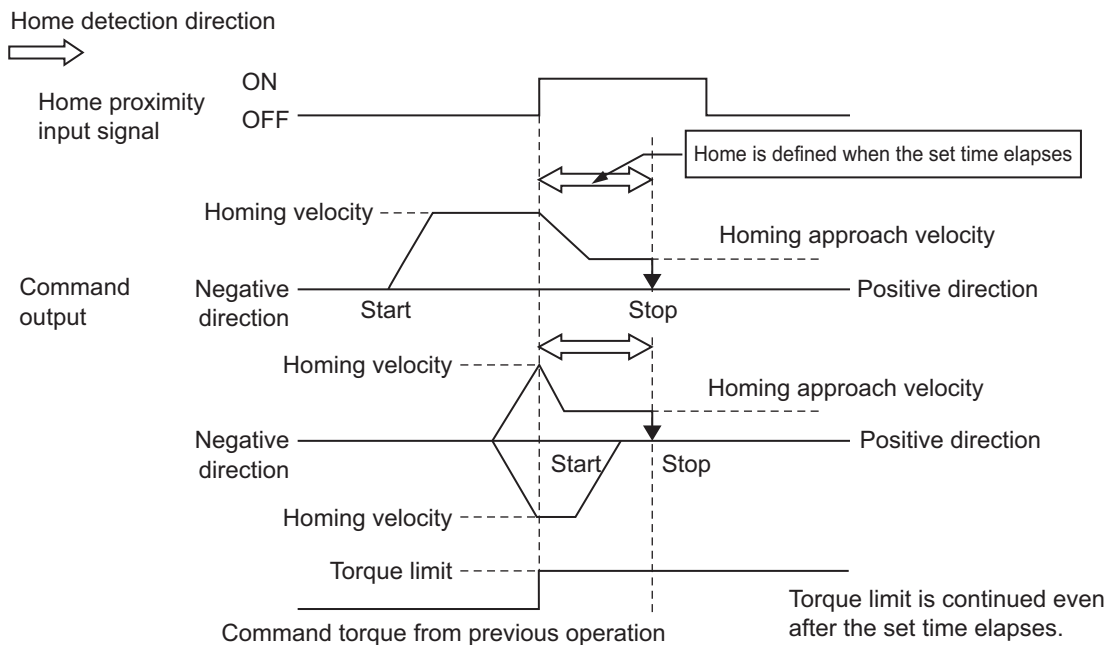 Home detection direction
Home proximity
input signal
ON
OFF
Home is defined when the set time elapses
Homing velocity
Homing approach velocity
Command
output
Negative
direction
Start
Stop
Positive direction
Homing velocity
Homing approach velocity
Negative
direction
Start
Stop
Positive direction
Homing velocity
Torque limit
Command torque from previous operation
Torque limit is continued even
after the set time elapses.